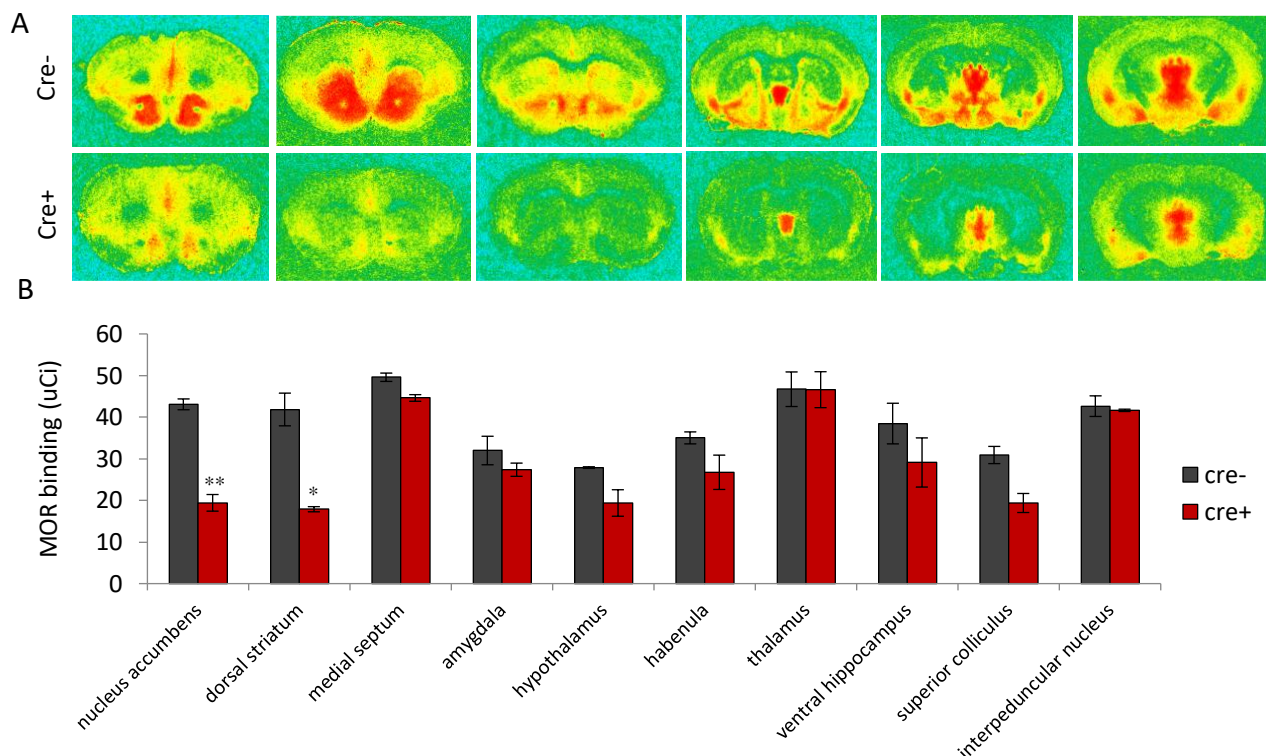 A
Cre-
Cre+
B
MOR binding (uCi)
60
50
40
30
20
10
0
**
*
nucleus accumbens
dorsal striatum
medial septum
amygdala
hypothalamus
habenula
thalamus
ventral hippocampus
superior colliculus
interpeduncular nucleus
cre-
cre+